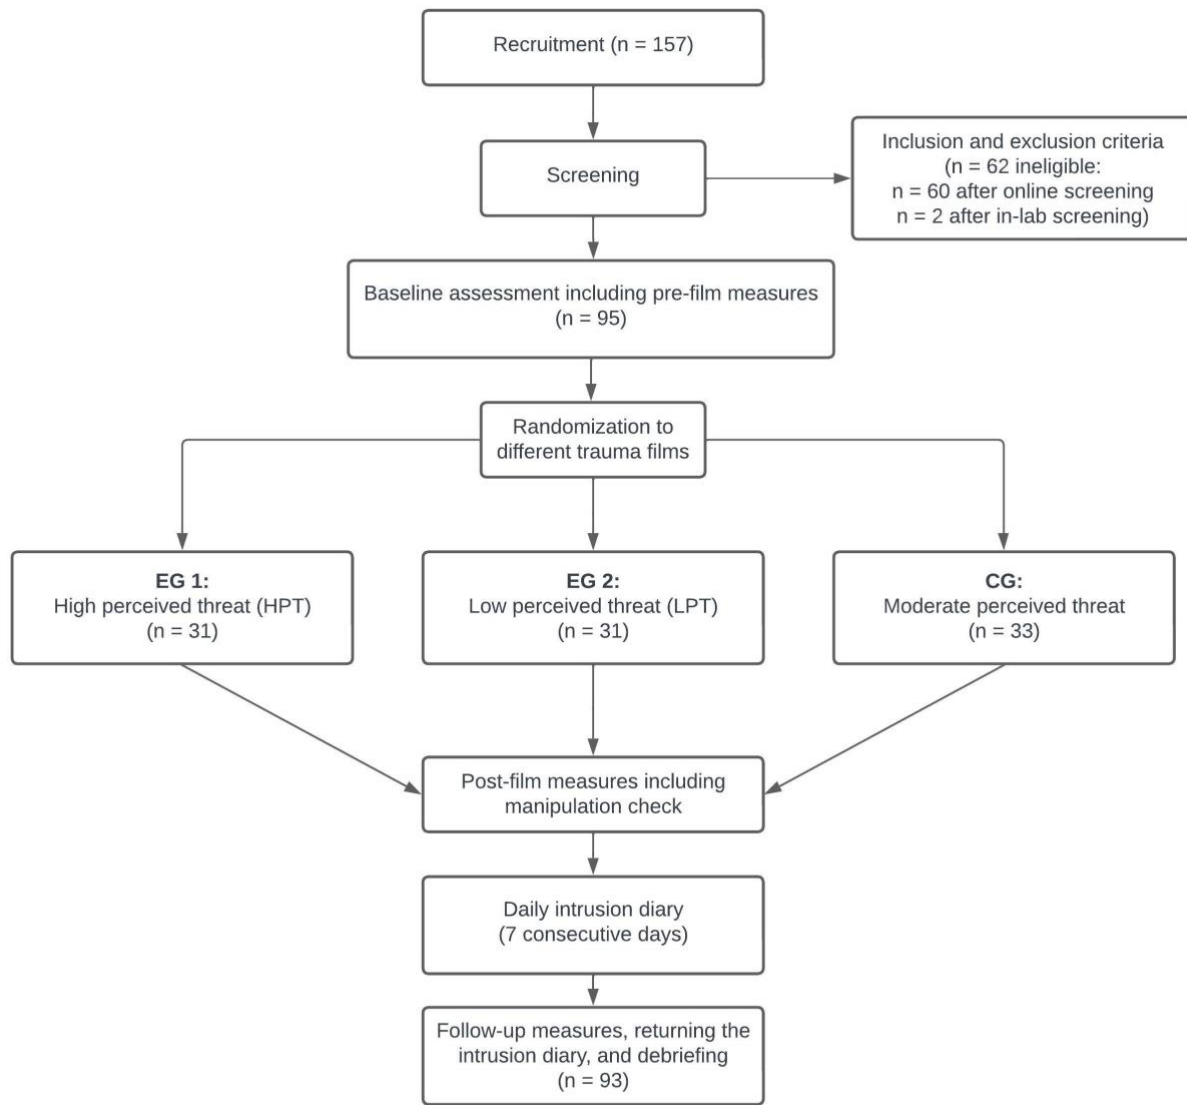 Recruitment (n = 157)
Screening
Inclusion and exclusion criteria
(n = 62 ineligible:
n = 60 after online screening
n = 2 after in-lab screening)
Baseline assessment including pre-film measures
(n = 95)
Randomization to
different trauma films
EG 1:
High perceived threat (HPT)
(n = 31)
EG 2:
Low perceived threat (LPT)
(n = 31)
CG:
Moderate perceived threat
(n = 33)
Post-film measures including
manipulation check
Daily intrusion diary
(7 consecutive days)
Follow-up measures, returning the
intrusion diary, and debriefing
(n = 93)